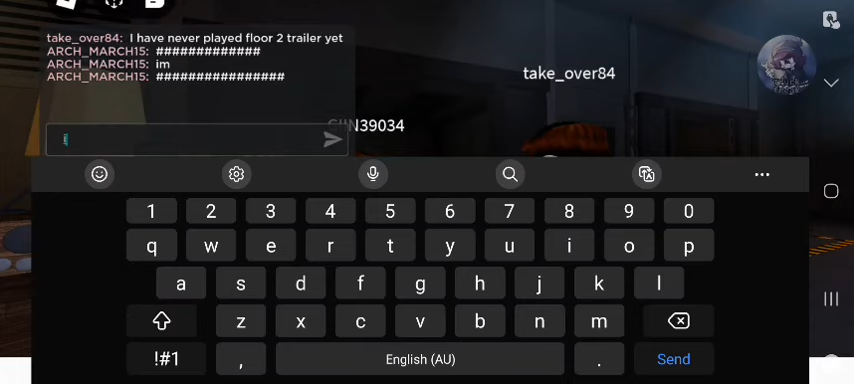 take_over84: I have never played floor 2 trailer yet
ARCH_MARCH15: #############
ARCH_MARCH15: im
ARCH_MARCH15: ################
take_over84
1 2 3 4 5 6 7 8 9 0
q w e r t y u i o p
a s d f g h j k l
z x c v b n m
!#1 , English (AU) . Send